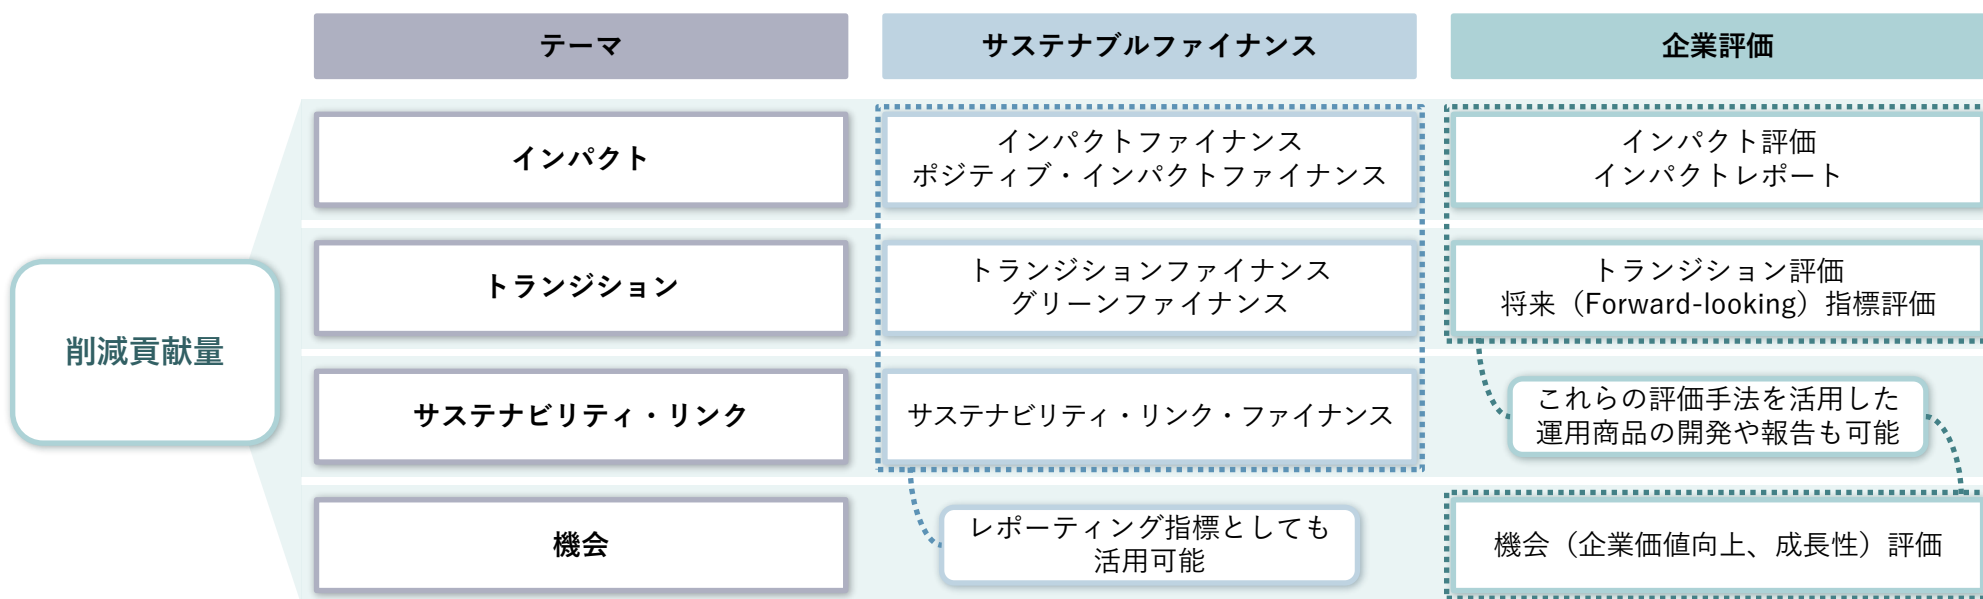 テーマ
サステナブルファイナンス
企業評価
削減貢献量
インパクト
インパクトファイナンス
ポジティブ・インパクトファイナンス
インパクト評価
インパクトレポート
トランジション
トランジションファイナンス
グリーンファイナンス
トランジション評価
将来（Forward-looking）指標評価
サステナビリティ・リンク
サステナビリティ・リンク・ファイナンス
これらの評価手法を活用した
運用商品の開発や報告も可能
機会
レポーティング指標としても
活用可能
機会（企業価値向上、成長性）評価